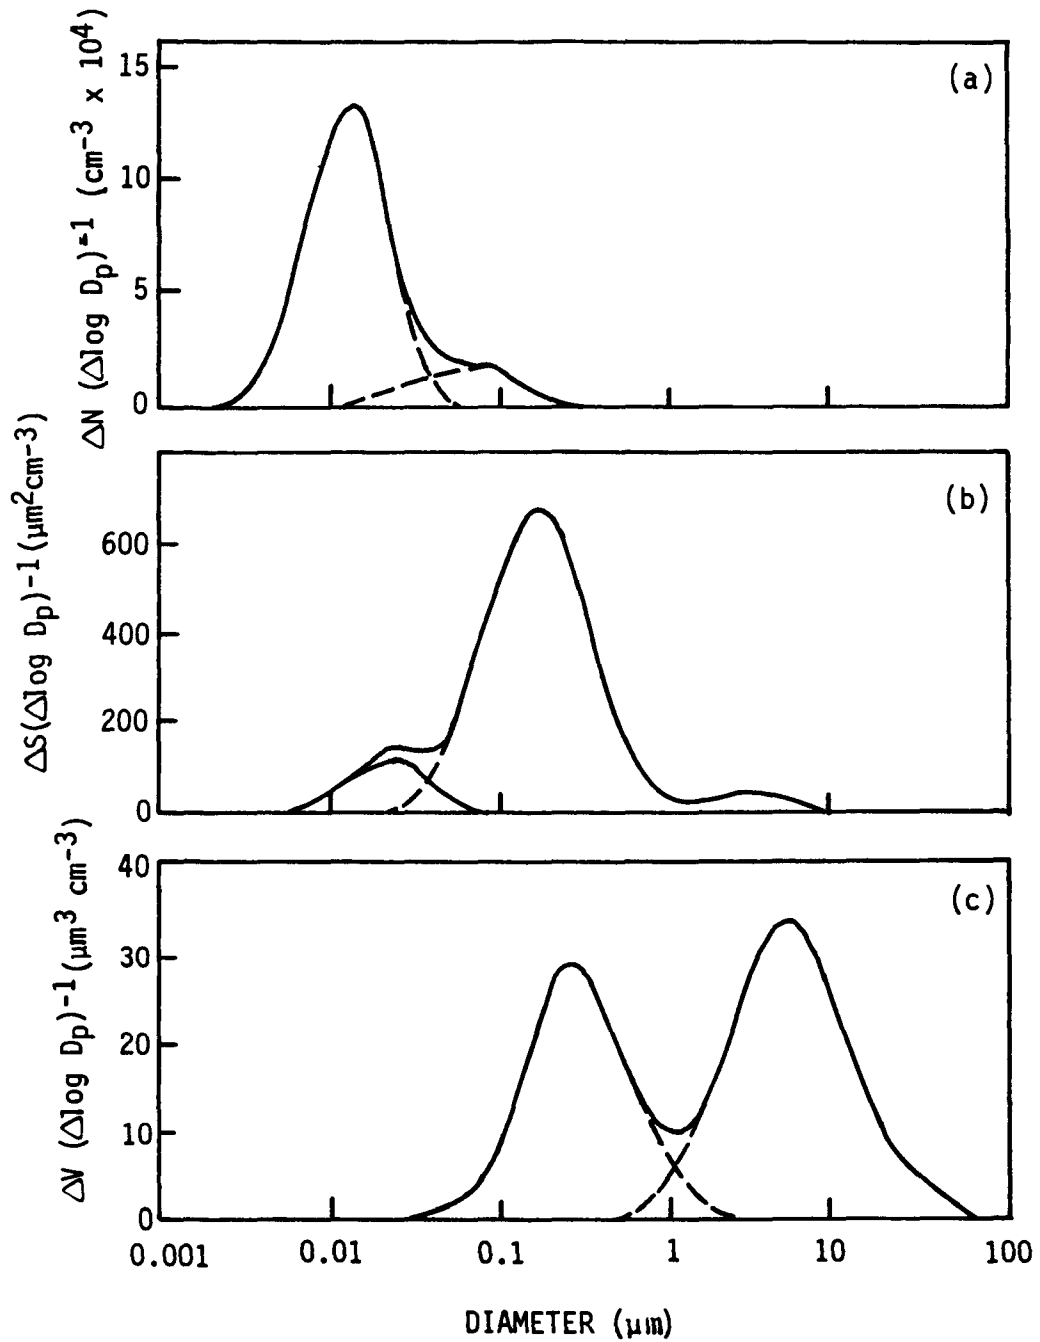 (a)
ΔN (Δlog Dp)-1 (cm-3 x 10⁴)
15
10
5
0
(b)
ΔS(Δlog Dp)-1(μm2cm-3)
600
400
200
0
(c)
ΔV (Δlog Dp)-1(μm3 cm-3)
40
30
20
10
0
0.001 0.01 0.1 1 10 100
DIAMETER (μm)